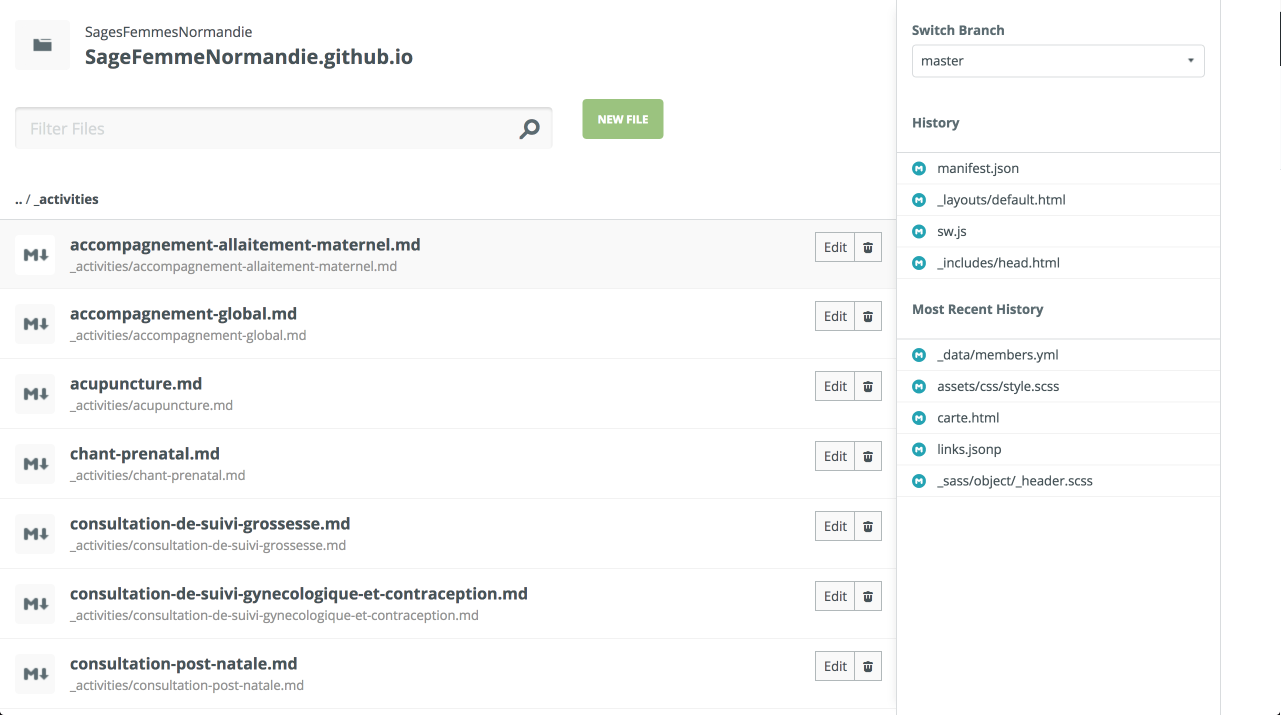 SagesFemmesNormandie
SageFemmeNormandie.github.io
Filter Files
NEW FILE
.. / _activities
M
accompagnement-allaitement-maternel.md
_activities/accompagnement-allaitement-maternel.md
Edit
M
accompagnement-global.md
_activities/accompagnement-global.md
Edit
M
acupuncture.md
_activities/acupuncture.md
Edit
M
chant-prenatal.md
_activities/chant-prenatal.md
Edit
M
consultation-de-suivi-grossesse.md
_activities/consultation-de-suivi-grossesse.md
Edit
M
consultation-de-suivi-gynecologique-et-contraception.md
_activities/consultation-de-suivi-gynecologique-et-contraception.md
Edit
M
consultation-post-natale.md
_activities/consultation-post-natale.md
Edit
Switch Branch
master
History
M manifest.json
M _layouts/default.html
M sw.js
M _includes/head.html
Most Recent History
M _data/members.yml
M assets/css/style.scss
M carte.html
M links.jsonp
M _sass/object/_header.scss